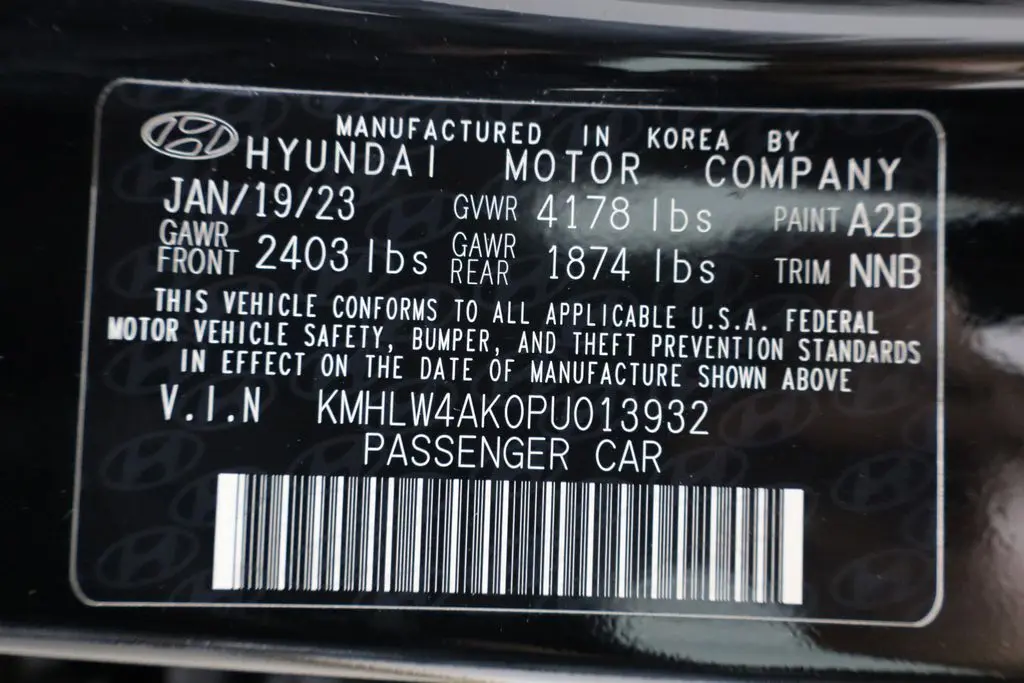 MANUFACTURED IN KOREA BY
HYUNDAI MOTOR COMPANY
JAN/19/23 GVWR 4178 lbs PAINT A2B
GAWR FRONT 2403 lbs GAWR REAR 1874 lbs TRIM NNB
THIS VEHICLE CONFORMS TO ALL APPLICABLE U.S.A. FEDERAL
MOTOR VEHICLE SAFETY, BUMPER, AND THEFT PREVENTION STANDARDS
IN EFFECT ON THE DATE OF MANUFACTURE SHOWN ABOVE
V.I.N KMHLW4AK0PU013932
PASSENGER CAR